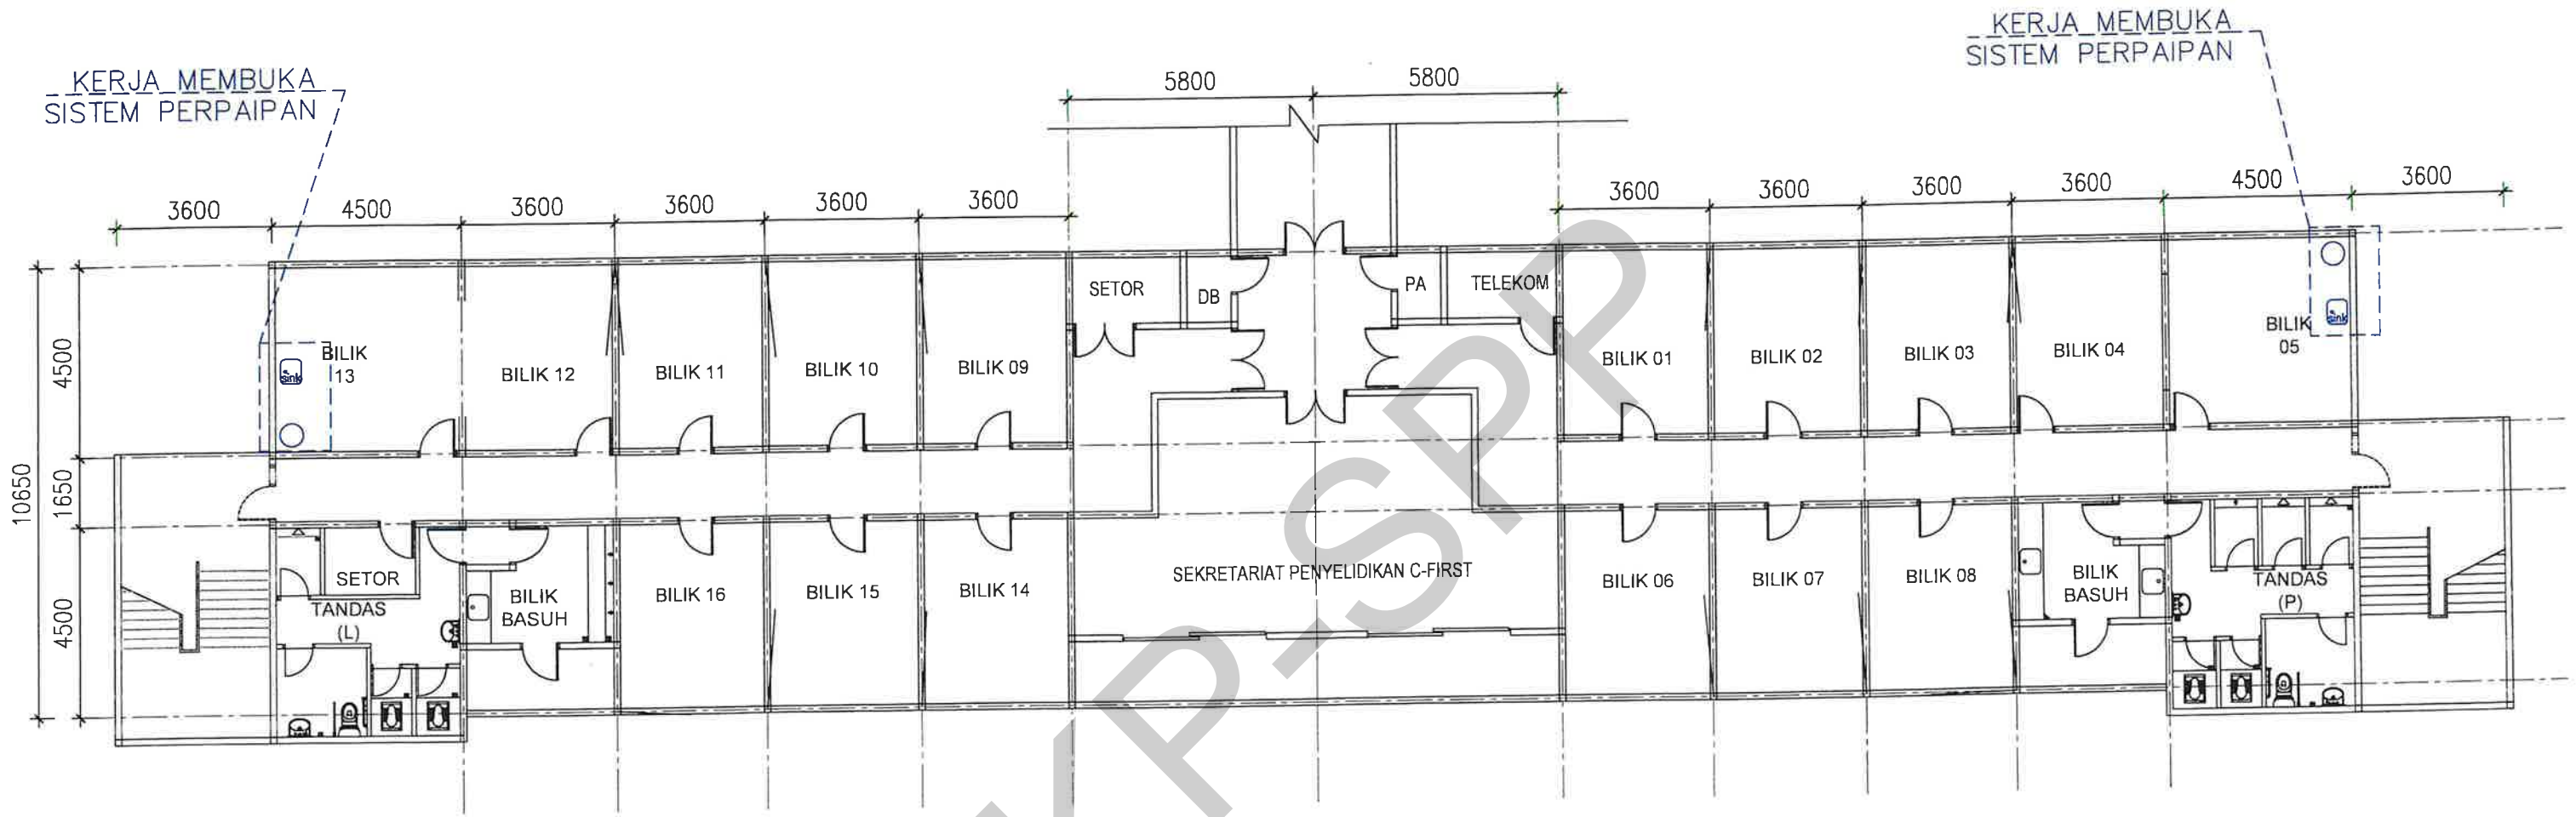 KERJA MEMBUKA
SISTEM PERPAIPAN
KERJA MEMBUKA
SISTEM PERPAIPAN
5800 5800
3600 4500 3600 3600 3600 3600
3600 3600 3600 3600 4500 3600
10650
4500
1650
4500
SETOR
DB
PA
TELEKOM
sink
BILIK
13
BILIK 12
BILIK 11
BILIK 10
BILIK 09
BILIK 01
BILIK 02
BILIK 03
BILIK 04
sink
BILIK
05
SETOR
TANDAS
(L)
BILIK
BASUH
BILIK 16
BILIK 15
BILIK 14
SEKRETARIAT PENYELIDIKAN C-FIRST
BILIK 06
BILIK 07
BILIK 08
BILIK
BASUH
TANDAS
(P)
KP-SPP